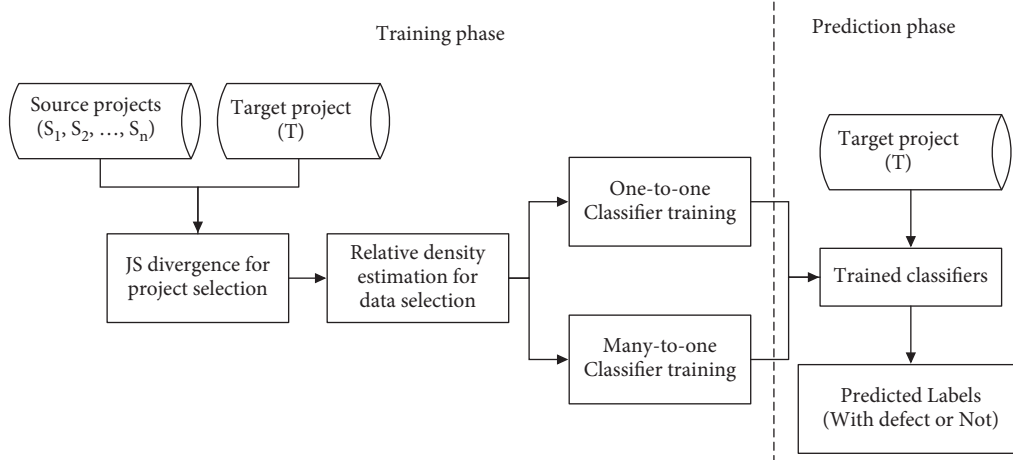 Training phase
Prediction phase
Source projects
(S₁, S₂, …, Sₙ)
Target project
(T)
JS divergence for
project selection
Relative density
estimation for
data selection
One-to-one
Classifier training
Many-to-one
Classifier training
Target project
(T)
Trained classifiers
Predicted Labels
(With defect or Not)